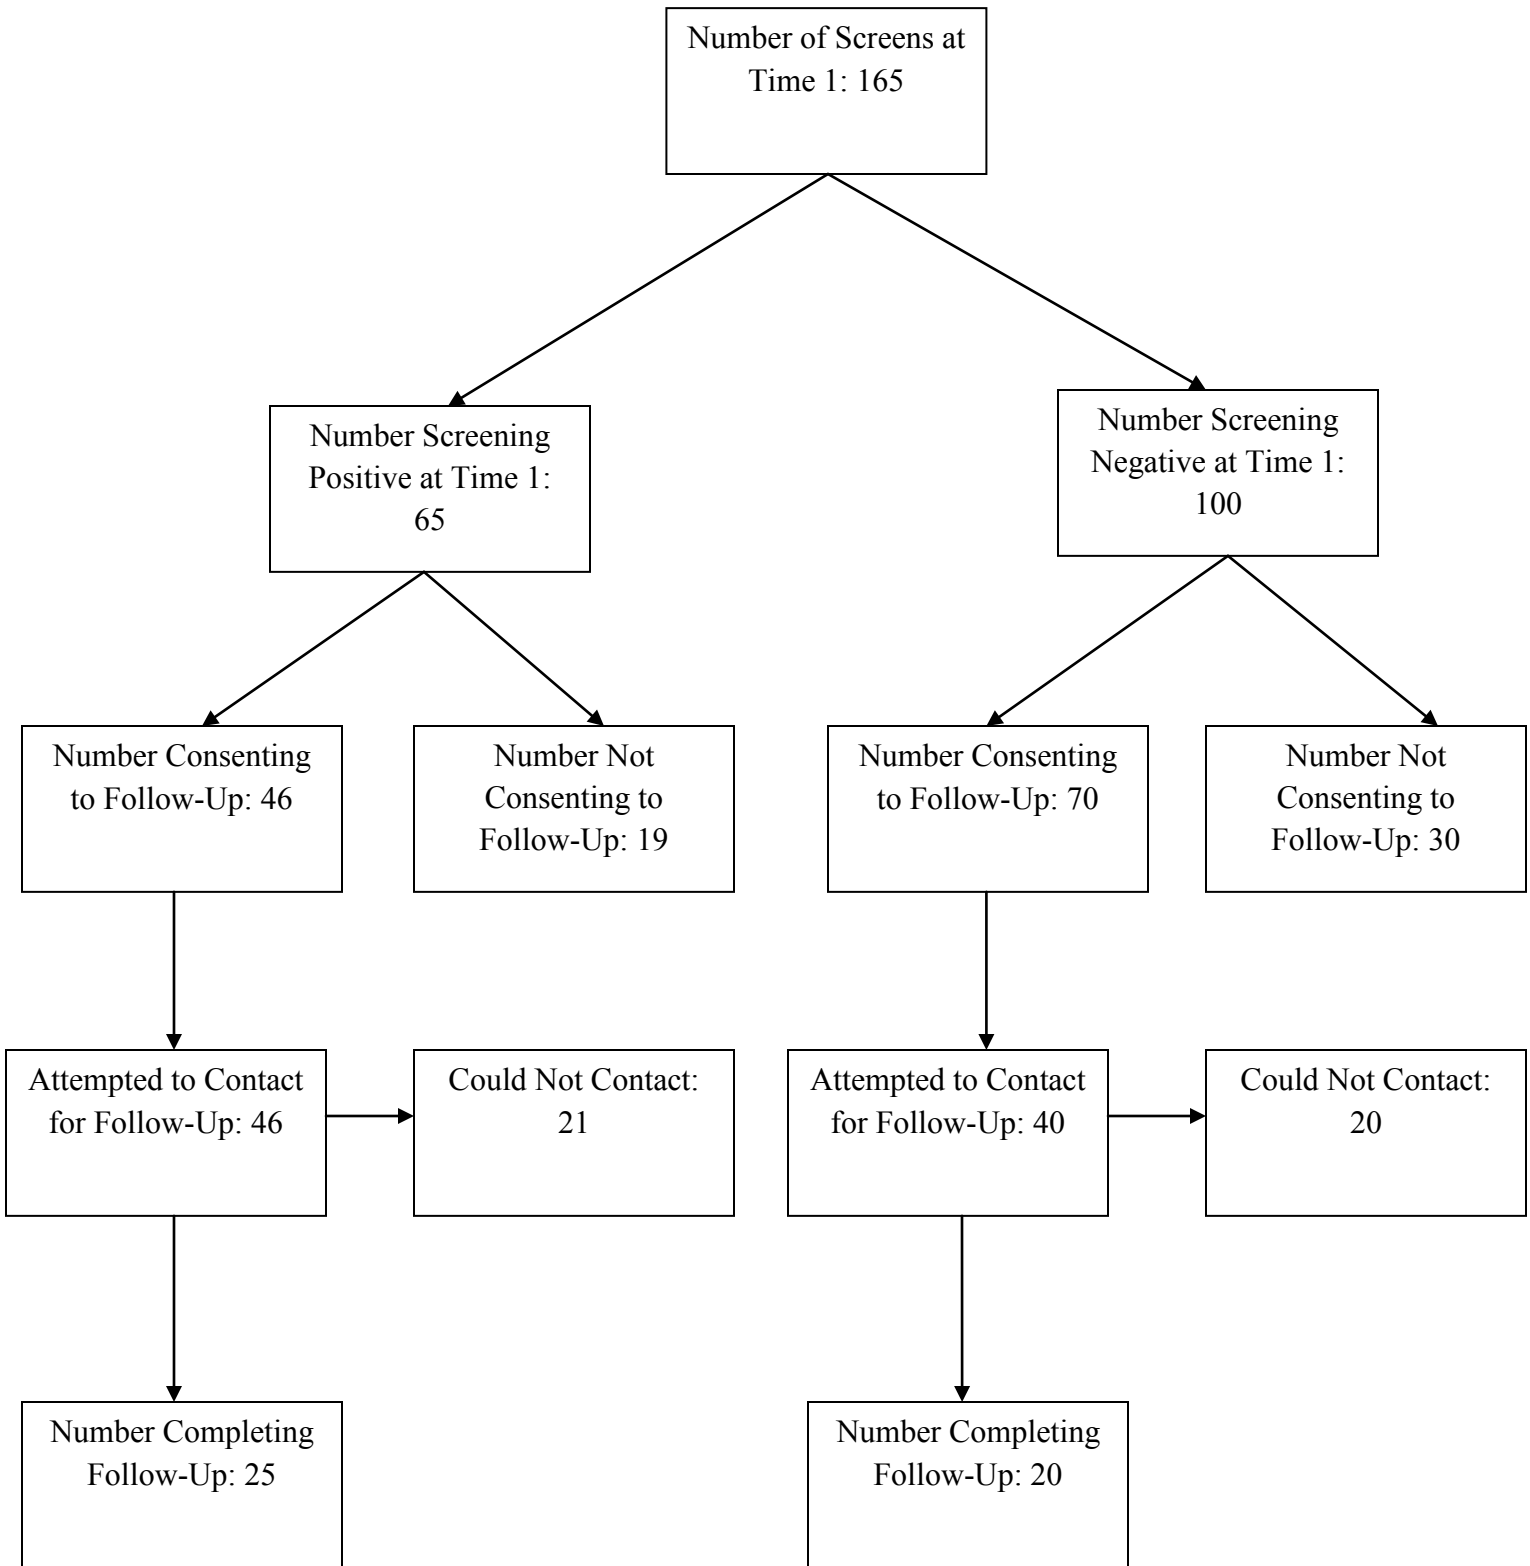 Number of Screens at
Time 1: 165
Number Screening
Positive at Time 1:
65
Number Screening
Negative at Time 1:
100
Number Consenting
to Follow-Up: 46
Number Not
Consenting to
Follow-Up: 19
Number Consenting
to Follow-Up: 70
Number Not
Consenting to
Follow-Up: 30
Attempted to Contact
for Follow-Up: 46
Could Not Contact:
21
Attempted to Contact
for Follow-Up: 40
Could Not Contact:
20
Number Completing
Follow-Up: 25
Number Completing
Follow-Up: 20